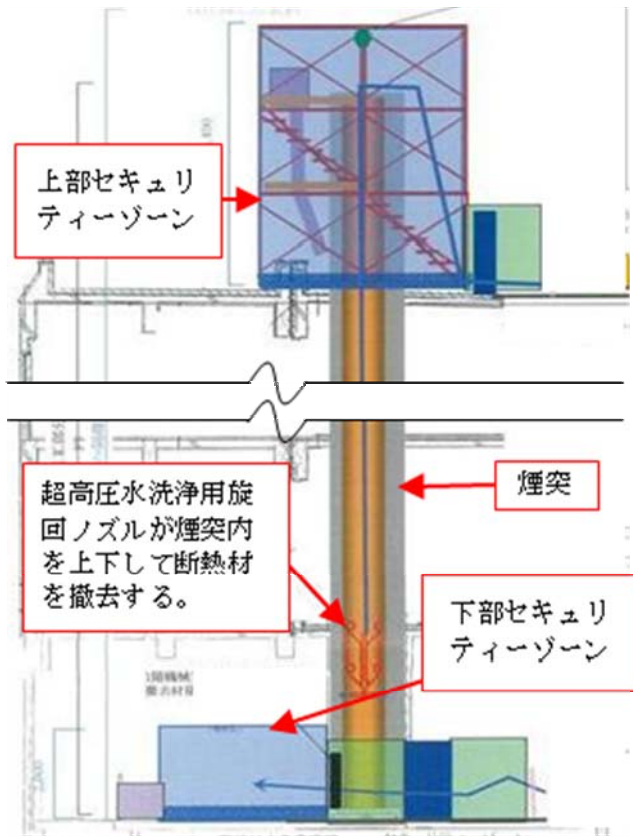 上部セキュリ
ティーゾーン
煙突
超高圧水洗浄用旋
回ノズルが煙突内
を上下して断熱材
を撤去する。
下部セキュリ
ティーゾーン